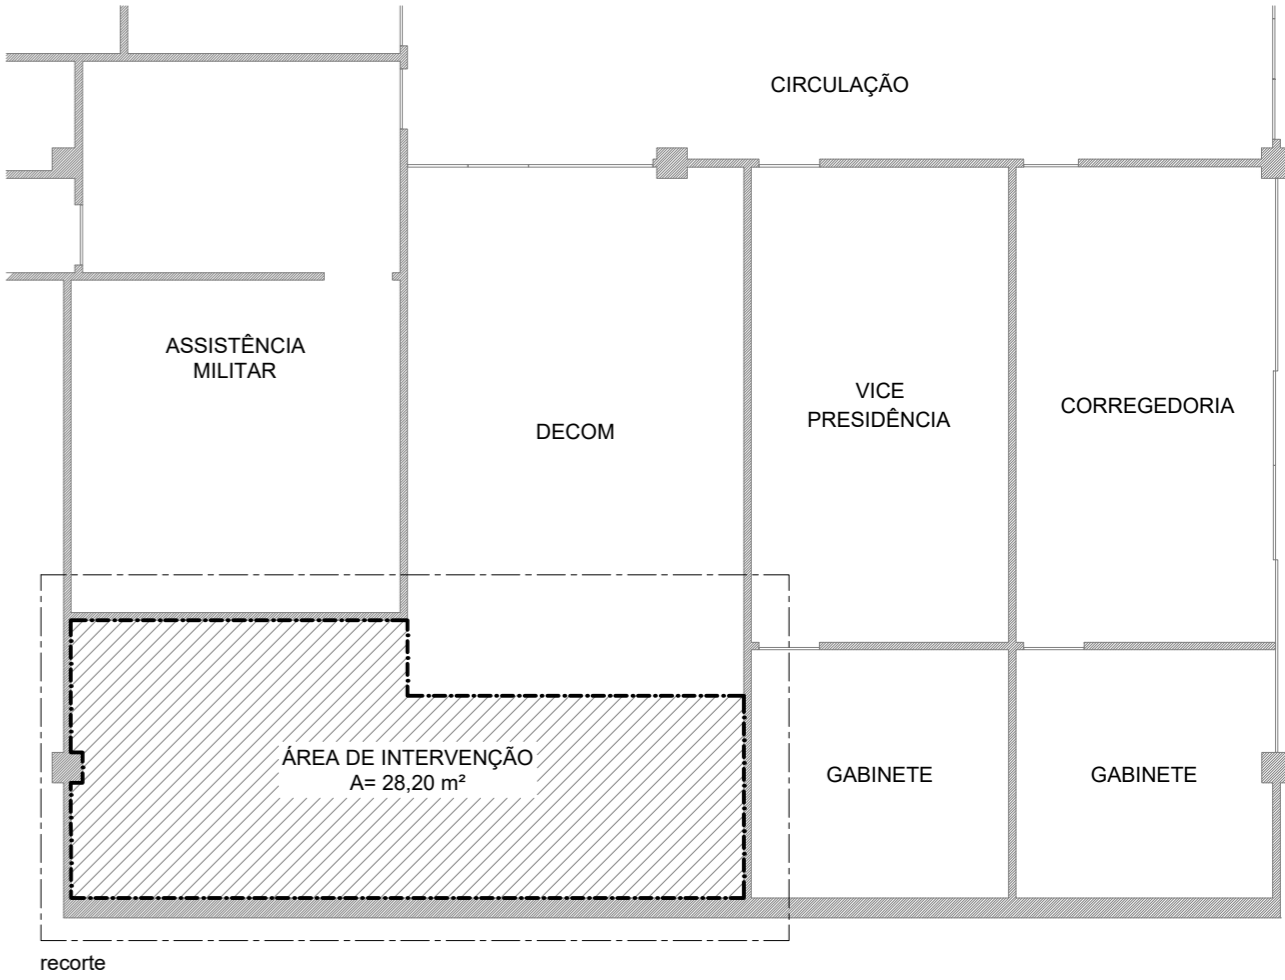 CIRCULAÇÃO
ASSISTÊNCIA
MILITAR
DECOM
VICE
PRESIDÊNCIA
CORREGEDORIA
ÁREA DE INTERVENÇÃO
A= 28,20 m²
GABINETE
GABINETE
recorte